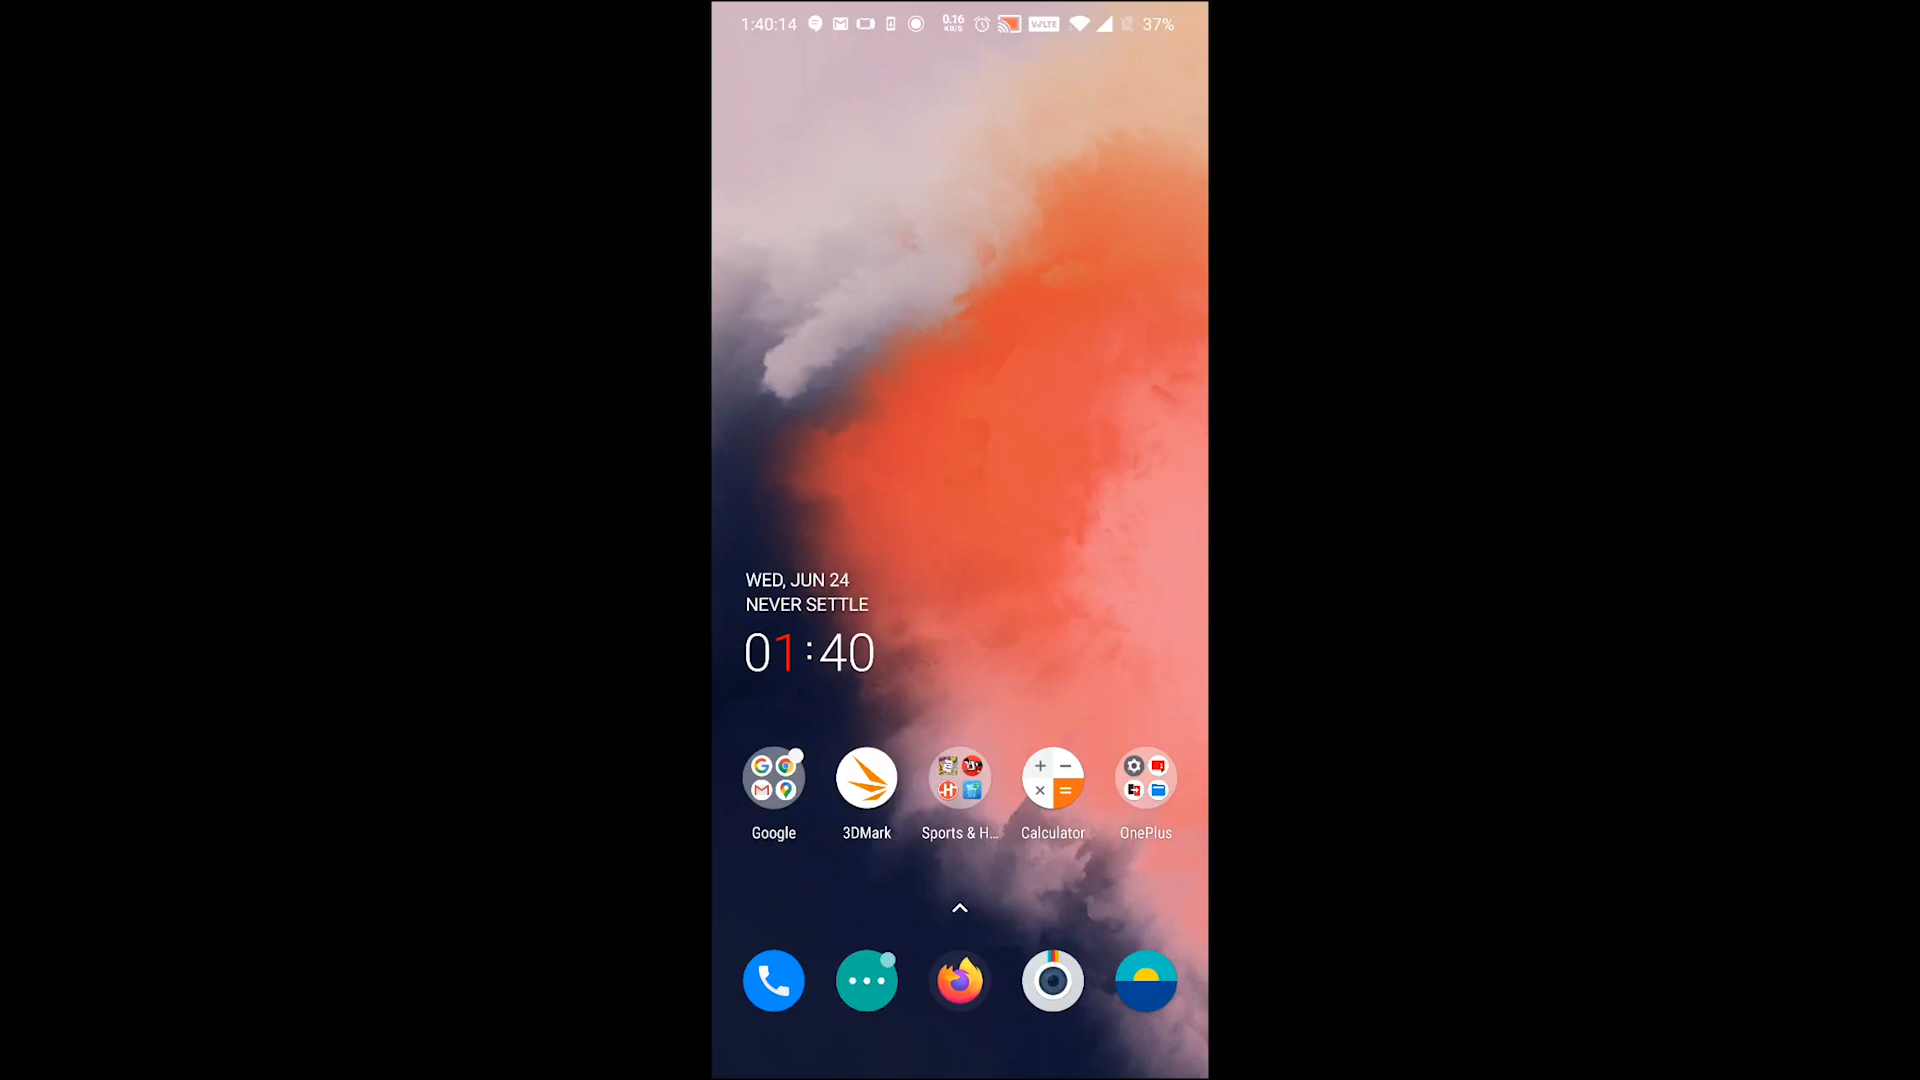 1:40:14 0.16 KB/S VoLTE 37%
WED, JUN 24
NEVER SETTLE
01:40
Google 3DMark Sports & H... Calculator OnePlus